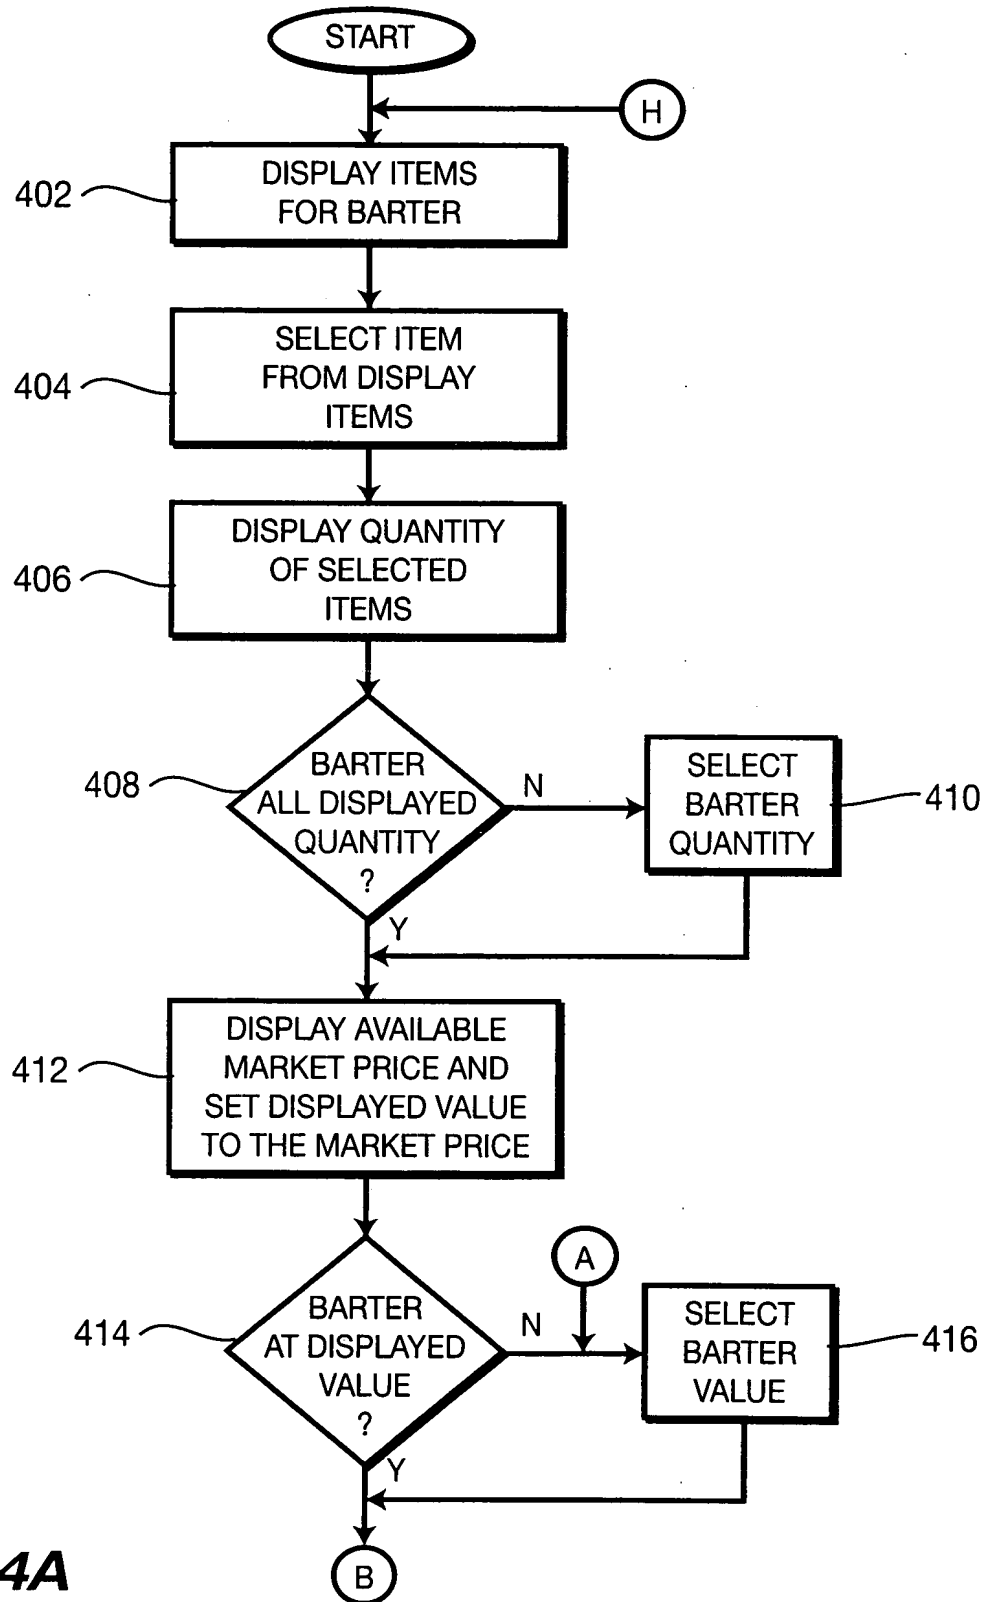 START
H
402
DISPLAY ITEMS
FOR BARTER
404
SELECT ITEM
FROM DISPLAY
ITEMS
406
DISPLAY QUANTITY
OF SELECTED
ITEMS
408
BARTER
ALL DISPLAYED
QUANTITY
?
N
SELECT
BARTER
QUANTITY
410
Y
412
DISPLAY AVAILABLE
MARKET PRICE AND
SET DISPLAYED VALUE
TO THE MARKET PRICE
A
414
BARTER
AT DISPLAYED
VALUE
?
N
SELECT
BARTER
VALUE
416
Y
B
4A